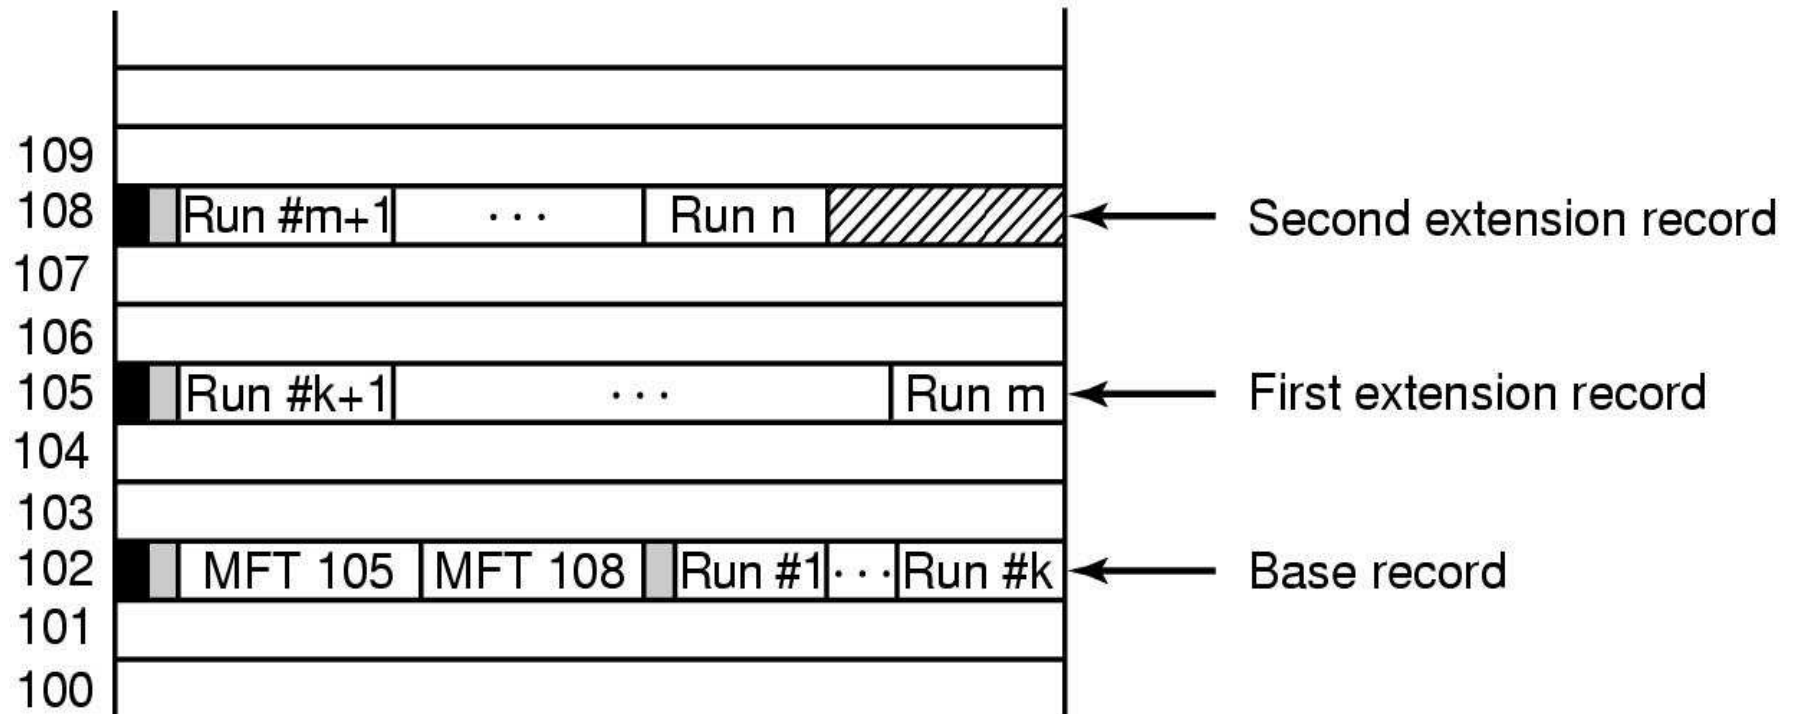 109
108 Run #m+1 ... Run n Second extension record
107
106
105 Run #k+1 ... Run m First extension record
104
103
102 MFT 105 MFT 108 Run #1 ... Run #k Base record
101
100